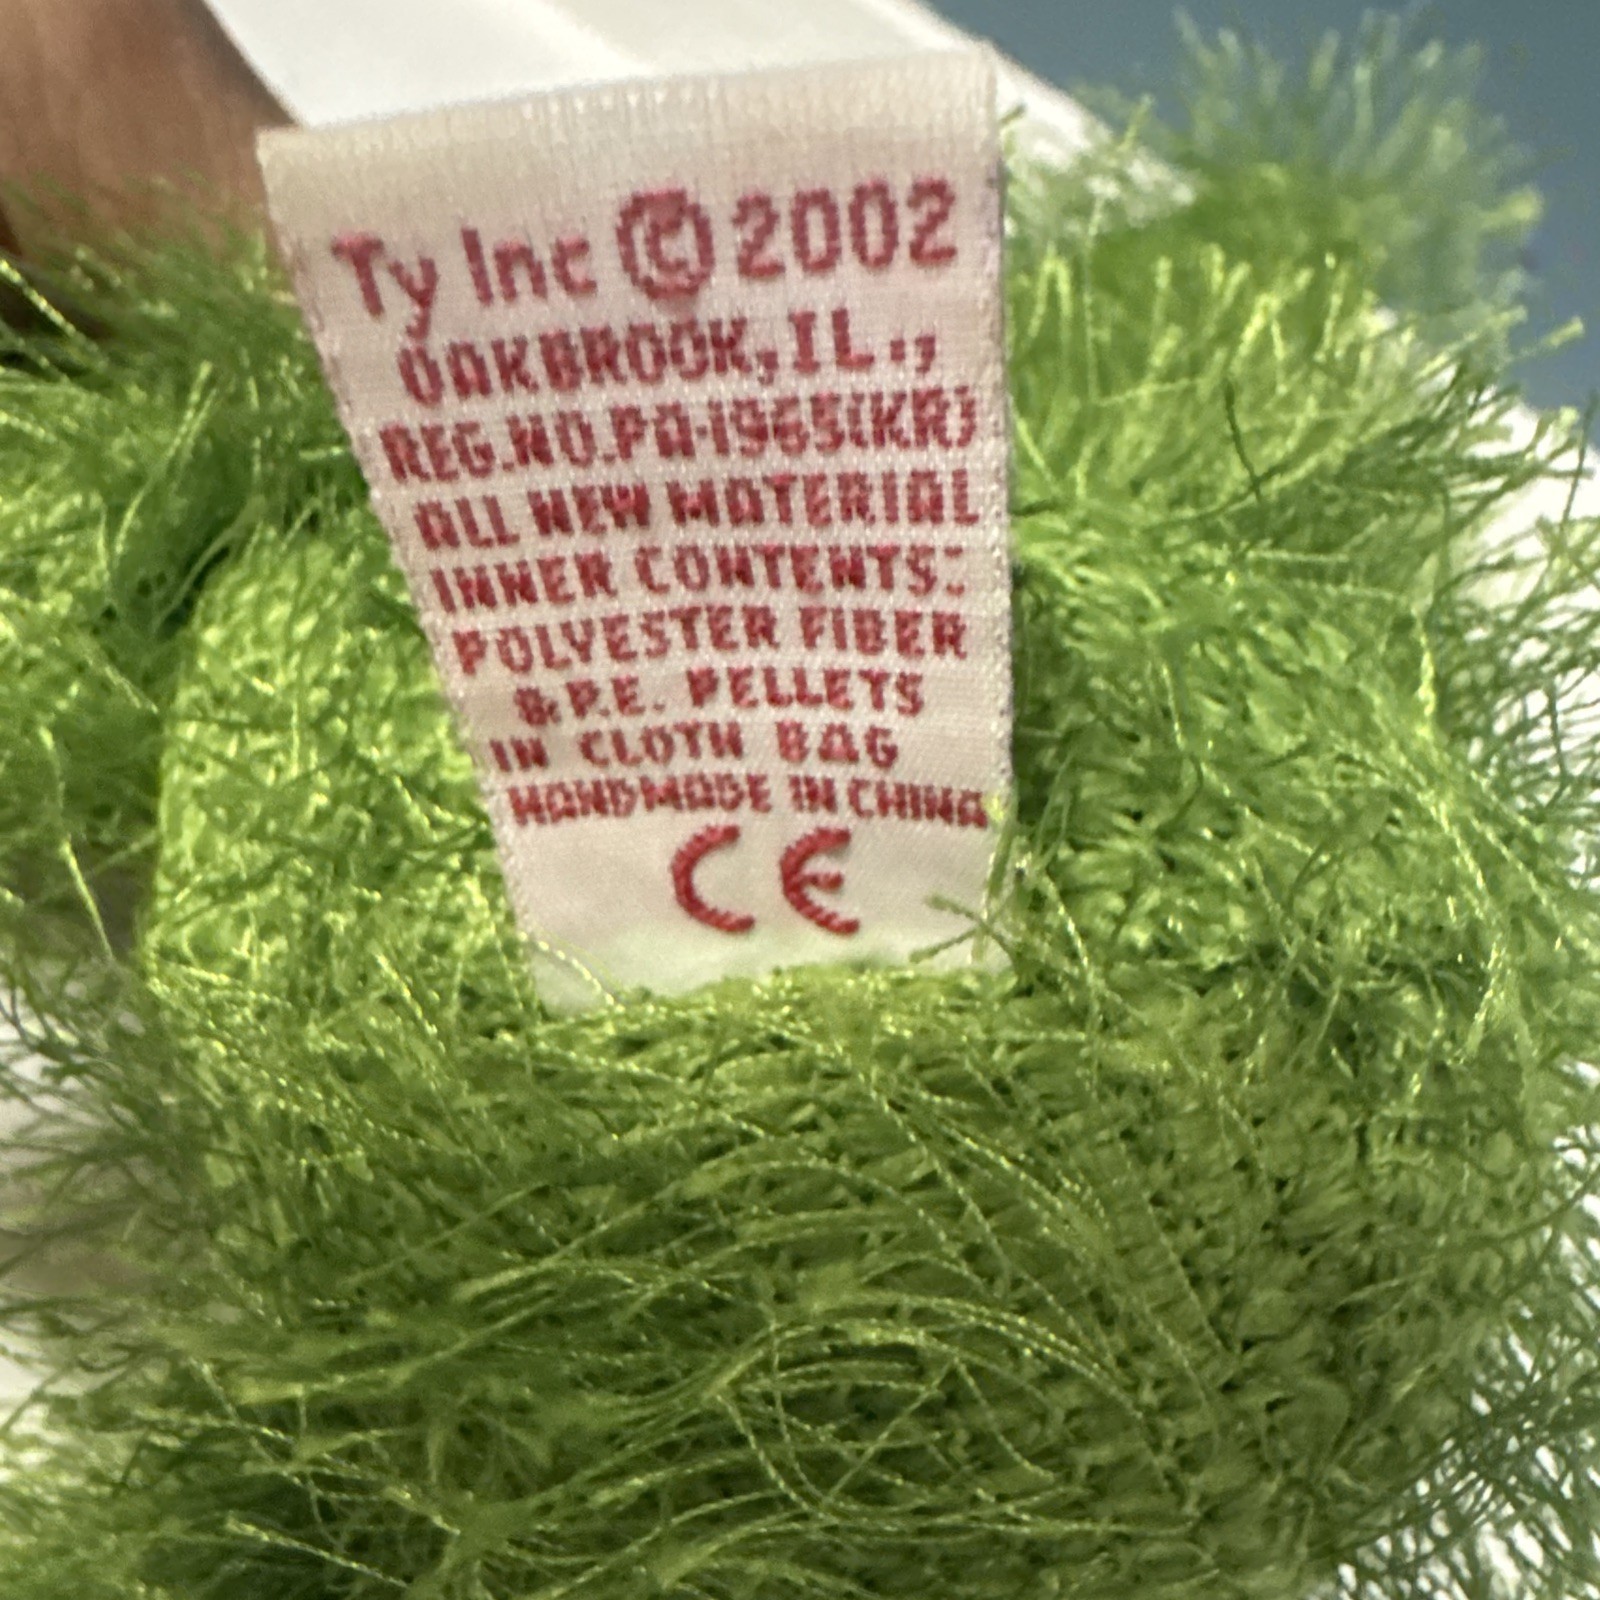 Ty Inc © 2002
OAKBROOK, IL.,
REG.NO.PA-1965(KR)
ALL NEW MATERIAL
INNER CONTENTS:
POLYESTER FIBER
& P.E. PELLETS
IN CLOTH BAG
HANDMADE IN CHINA
CE